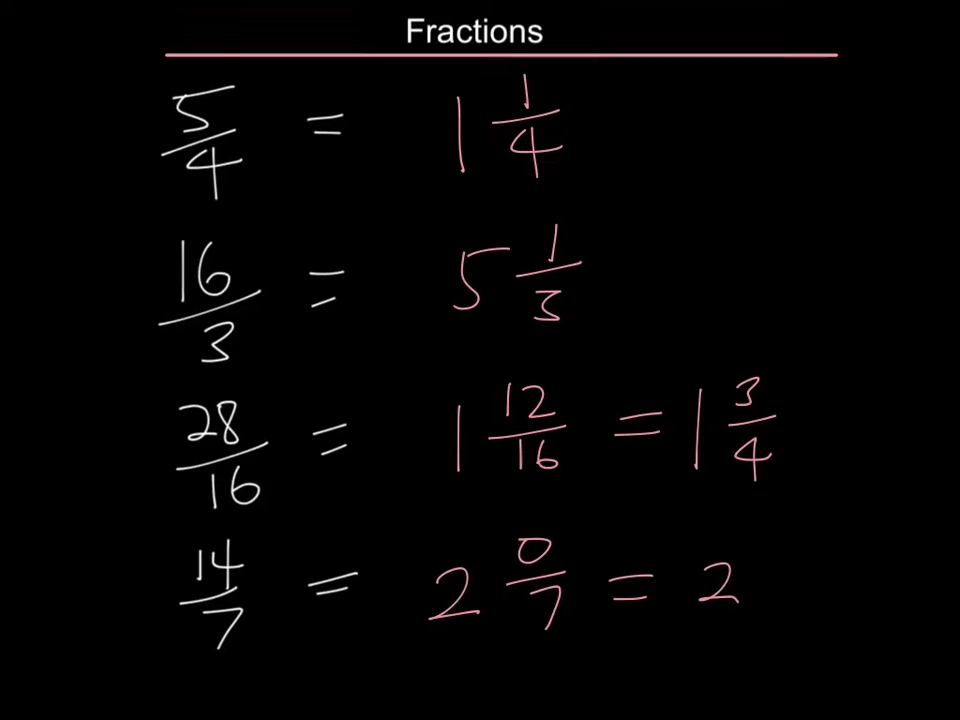 Fractions
5/4 = 1 1/4
16/3 = 5 1/3
28/16 = 1 12/16 = 1 3/4
14/7 = 2 0/7 = 2